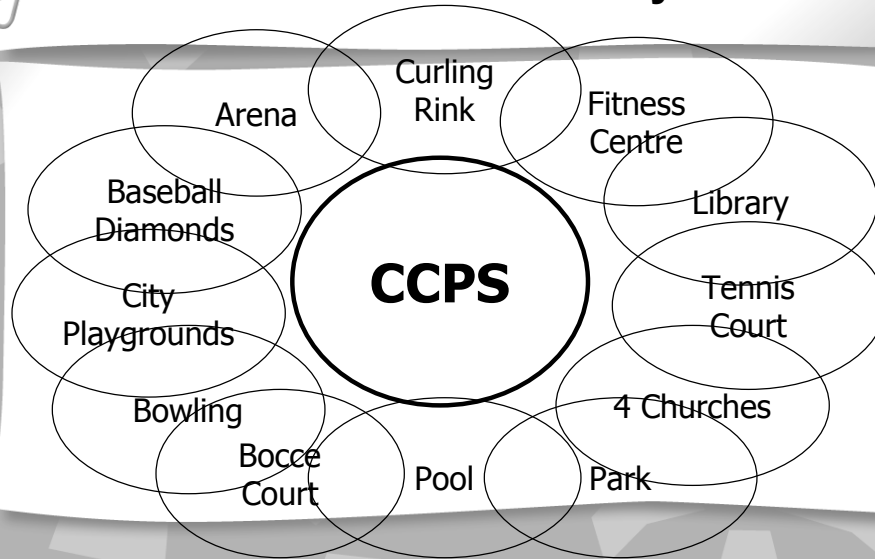 Curling
Rink
Arena
Fitness
Centre
Baseball
Diamonds
Library
City
Playgrounds
CCPS
Tennis
Court
Bowling
4 Churches
Bocce
Court
Pool
Park